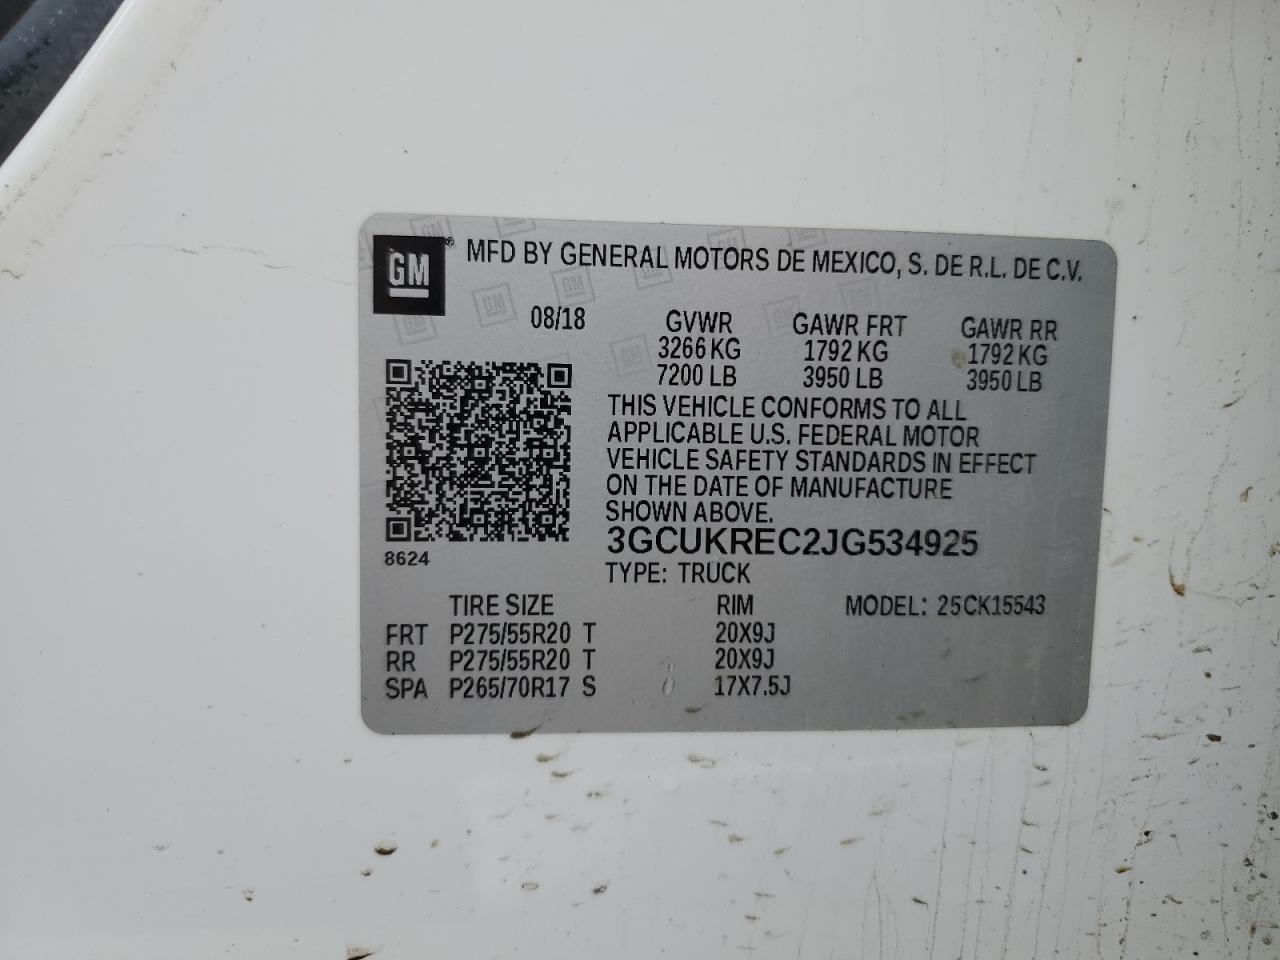 GM® MFD BY GENERAL MOTORS DE MEXICO, S. DE R.L. DE C.V.
08/18 GVWR GAWR FRT GAWR RR
3266 KG 1792 KG 1792 KG
7200 LB 3950 LB 3950 LB
THIS VEHICLE CONFORMS TO ALL
APPLICABLE U.S. FEDERAL MOTOR
VEHICLE SAFETY STANDARDS IN EFFECT
ON THE DATE OF MANUFACTURE
SHOWN ABOVE.
3GCUKREC2JG534925
8624
TYPE: TRUCK
TIRE SIZE RIM MODEL: 25CK15543
FRT P275/55R20 T 20X9J
RR P275/55R20 T 20X9J
SPA P265/70R17 S 17X7.5J